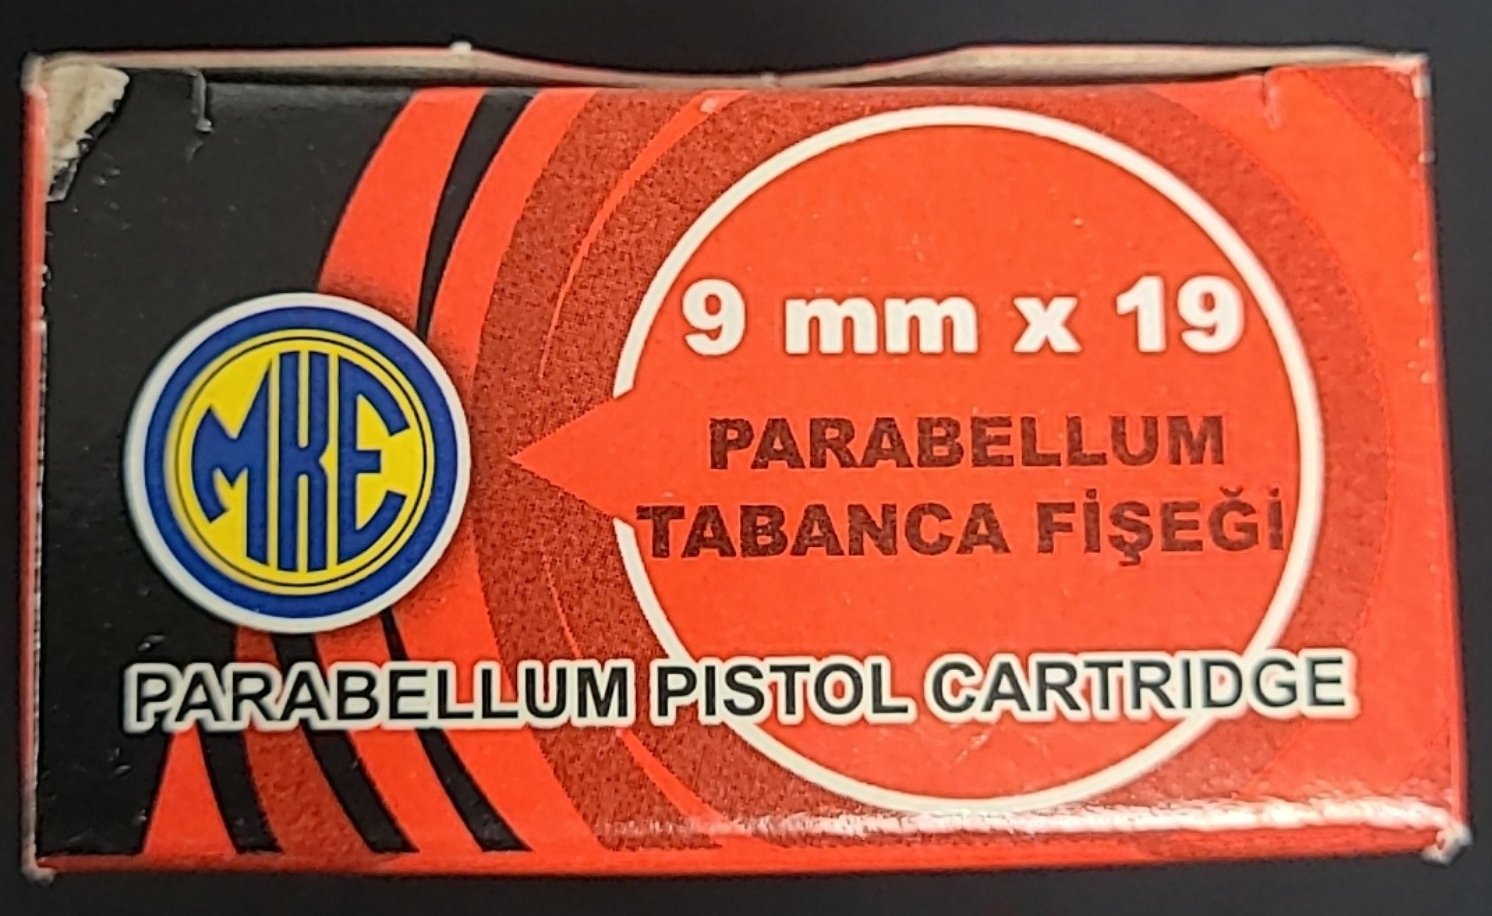 MKE
9 mm x 19
PARABELLUM
TABANCA FİŞEĞİ
PARABELLUM PISTOL CARTRIDGE